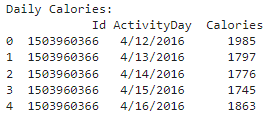 Daily Calories:
Id ActivityDay Calories
0 1503960366 4/12/2016 1985
1 1503960366 4/13/2016 1797
2 1503960366 4/14/2016 1776
3 1503960366 4/15/2016 1745
4 1503960366 4/16/2016 1863